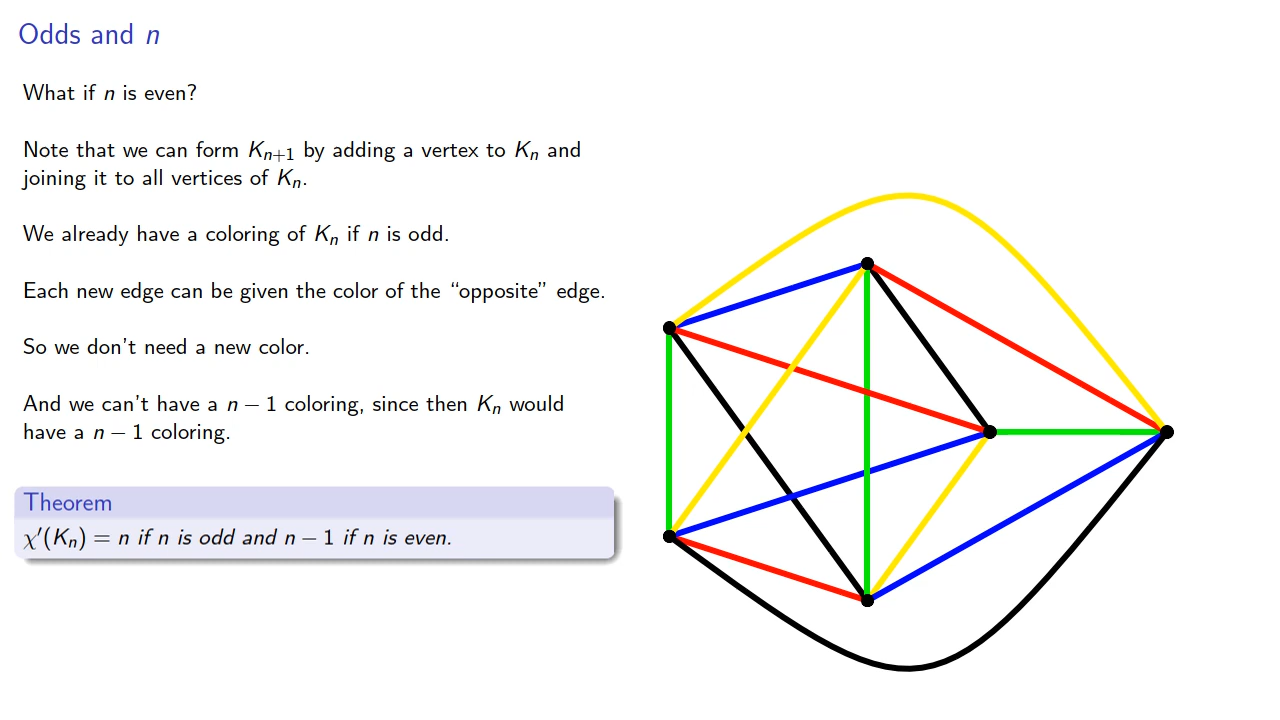 Odds and n
What if n is even?
Note that we can form Kₙ₊₁ by adding a vertex to Kₙ and
joining it to all vertices of Kₙ.
We already have a coloring of Kₙ if n is odd.
Each new edge can be given the color of the “opposite” edge.
So we don’t need a new color.
And we can’t have a n − 1 coloring, since then Kₙ would
have a n − 1 coloring.
Theorem
χ′(Kₙ) = n if n is odd and n − 1 if n is even.